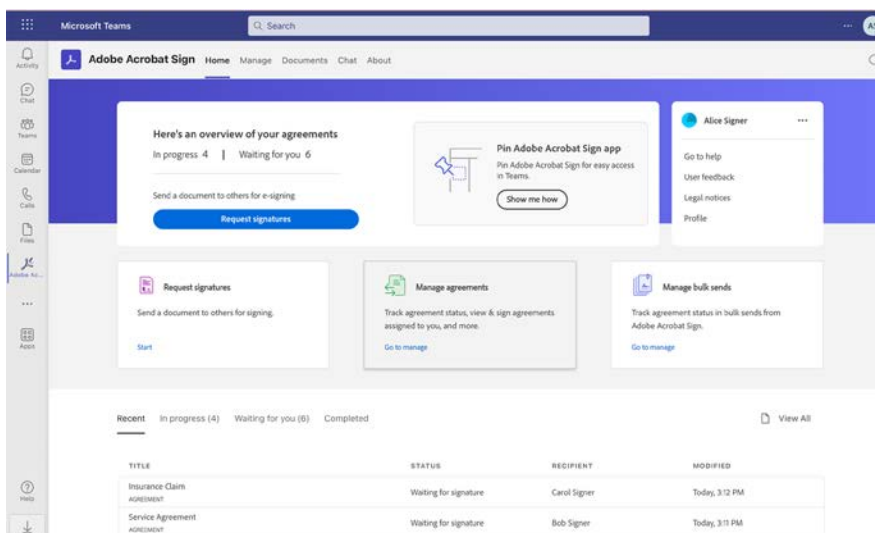 Microsoft Teams
Search
AS
Activity
Chat
Teams
Calendar
Calls
Files
Adobe Ac...
Apps
Help
Adobe Acrobat Sign Home Manage Documents Chat About
Here's an overview of your agreements
In progress 4 | Waiting for you 6
Send a document to others for e-signing
Request signatures
Pin Adobe Acrobat Sign app
Pin Adobe Acrobat Sign for easy access
in Teams.
Show me how
Alice Signer
Go to help
User feedback
Legal notices
Profile
Request signatures
Send a document to others for signing.
Start
Manage agreements
Track agreement status, view & sign agreements
assigned to you, and more.
Go to manage
Manage bulk sends
Track agreement status in bulk sends from
Adobe Acrobat Sign.
Go to manage
Recent In progress (4) Waiting for you (6) Completed View All
TITLE STATUS RECIPIENT MODIFIED
Insurance Claim
AGREEMENT
Waiting for signature Carol Signer Today, 3:12 PM
Service Agreement
AGREEMENT
Waiting for signature Bob Signer Today, 3:11 PM